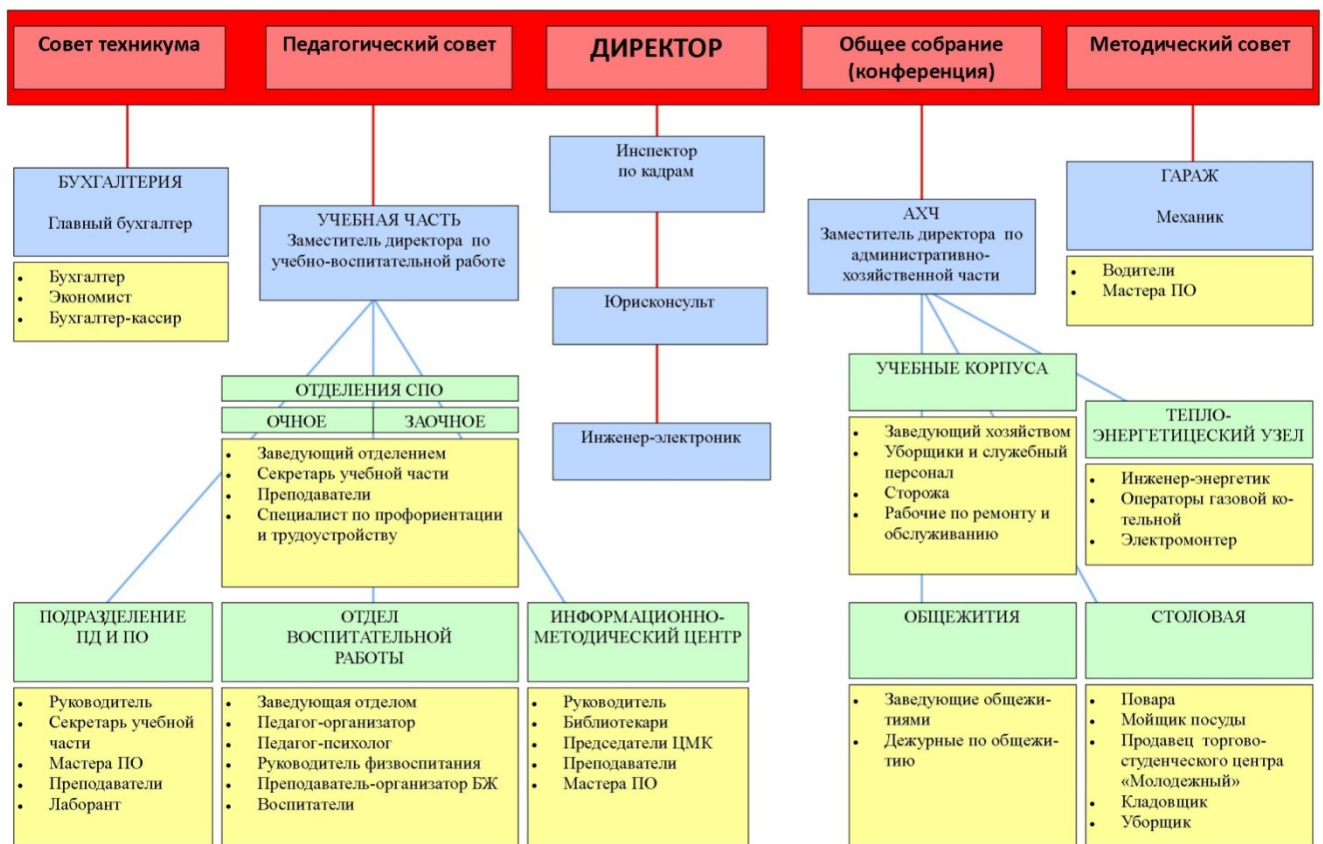 Совет техникума
Педагогический совет
ДИРЕКТОР
Общее собрание
(конференция)
Методический совет
БУХГАЛТЕРИЯ
Главный бухгалтер
• Бухгалтер
• Экономист
• Бухгалтер-кассир
УЧЕБНАЯ ЧАСТЬ
Заместитель директора по
учебно-воспитательной работе
Инспектор
по кадрам
Юрисконсульт
Инженер-электроник
АХЧ
Заместитель директора по
административно-
хозяйственной части
ГАРАЖ
Механик
• Водители
• Мастера ПО
ОТДЕЛЕНИЯ СПО
ОЧНОЕ
ЗАОЧНОЕ
• Заведующий отделением
• Секретарь учебной части
• Преподаватели
• Специалист по профориентации
и трудоустройству
УЧЕБНЫЕ КОРПУСА
• Заведующий хозяйством
• Уборщики и служебный
персонал
• Сторожа
• Рабочие по ремонту и
обслуживанию
ТЕПЛО-
ЭНЕРГЕТИЦЕСКИЙ УЗЕЛ
• Инженер-энергетик
• Операторы газовой ко-
тельной
• Электромонтер
ПОДРАЗДЕЛЕНИЕ
ПД И ПО
• Руководитель
• Секретарь учебной
части
• Мастера ПО
• Преподаватели
• Лаборант
ОТДЕЛ
ВОСПИТАТЕЛЬНОЙ
РАБОТЫ
• Заведующая отделом
• Педагог-организатор
• Педагог-психолог
• Руководитель физвоспитания
• Преподаватель-организатор БЖ
• Воспитатели
ИНФОРМАЦИОННО-
МЕТОДИЧЕСКИЙ ЦЕНТР
• Руководитель
• Библиотекари
• Председатели ЦМК
• Преподаватели
• Мастера ПО
ОБЩЕЖИТИЯ
• Заведующие общежи-
тиями
• Дежурные по общежи-
тию
СТОЛОВАЯ
• Повара
• Мойщик посуды
• Продавец торгово-
студенческого центра
«Молодежный»
• Кладовщик
• Уборщик